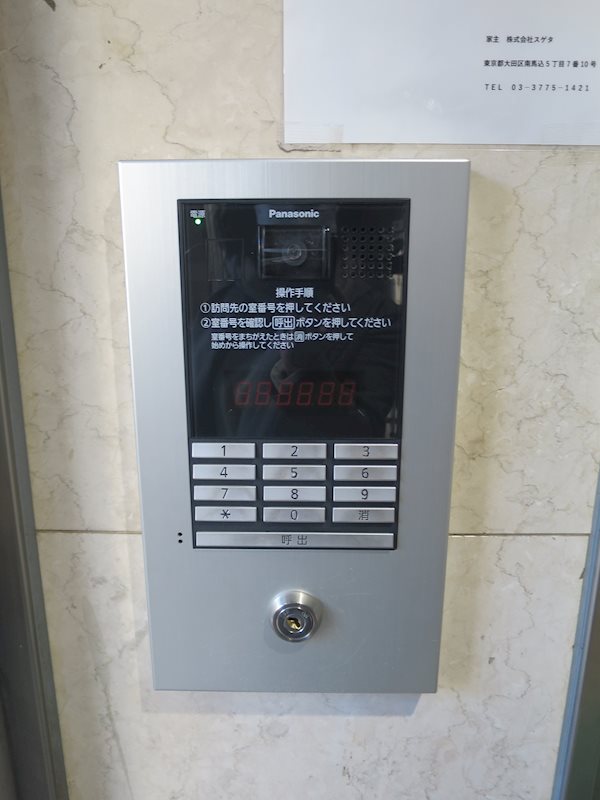 家主 株式会社スゲタ
東京都大田区南馬込5丁目7番10号
TEL 03-3775-1421
電源
Panasonic
操作手順
①訪問先の室番号を押してください
②室番号を確認し呼出ボタンを押してください
室番号をまちがえたときは消ボタンを押して
始めから操作してください
888888
1 2 3
4 5 6
7 8 9
* 0 消
呼出